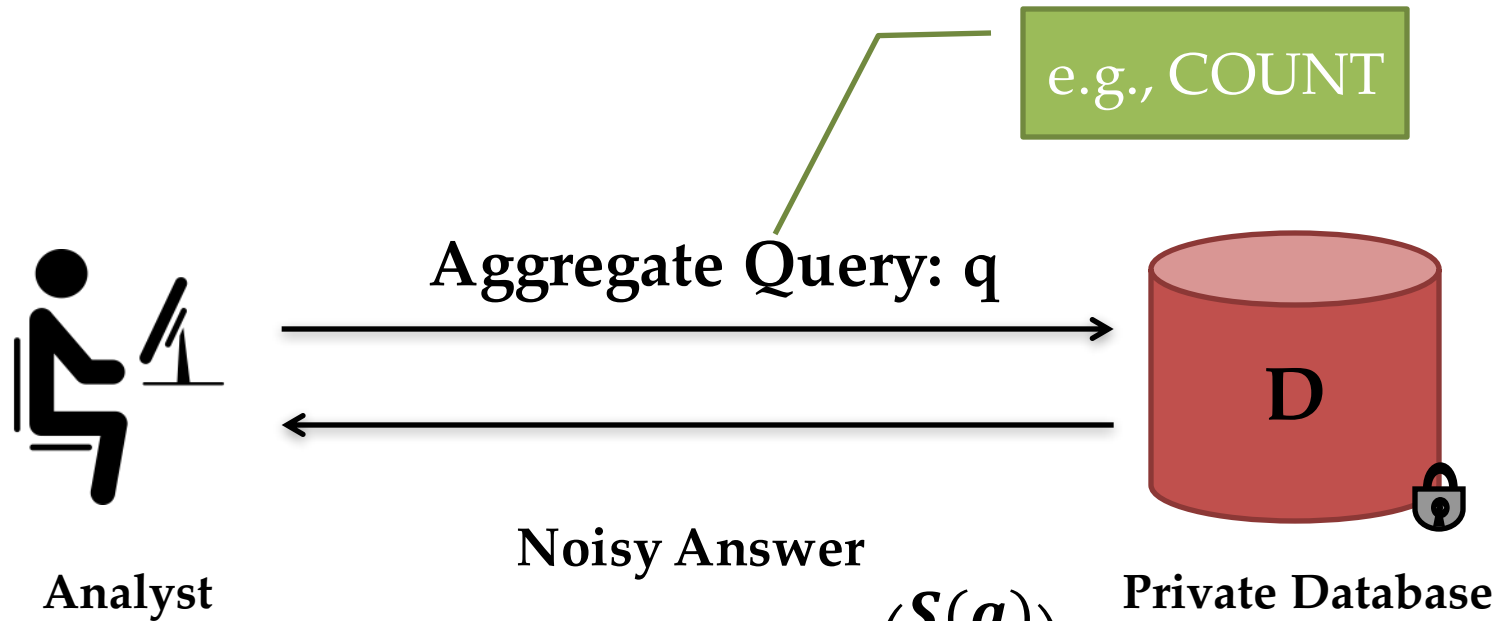 e.g., COUNT
Aggregate Query: q
D
Noisy Answer
Analyst
(S(q))
Private Database